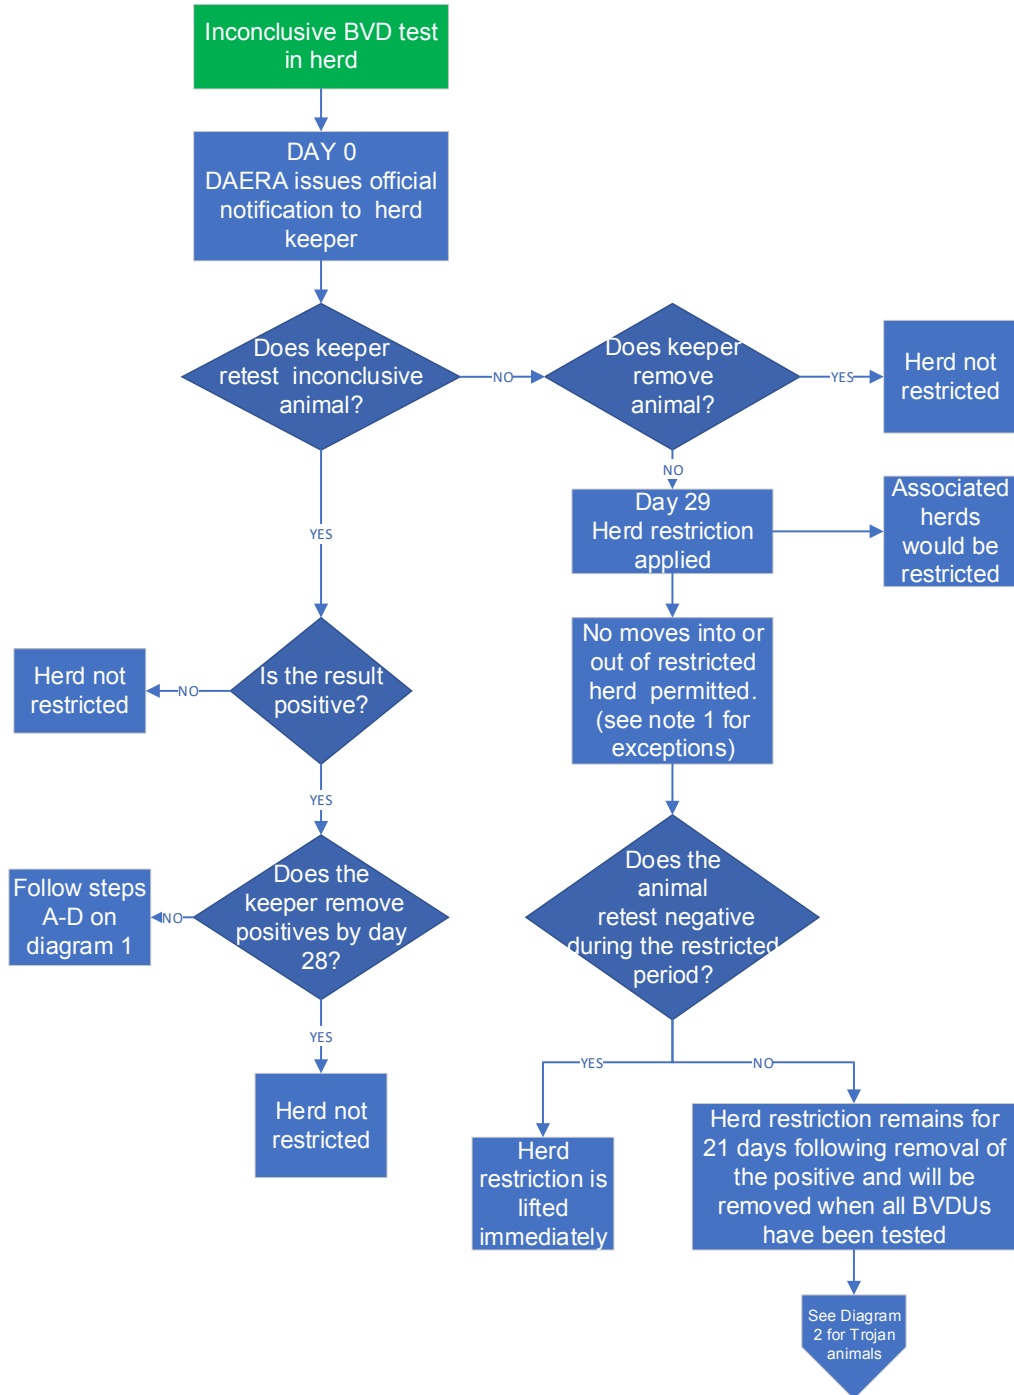 Inconclusive BVD test
in herd
DAY 0
DAERA issues official
notification to herd
keeper
Does keeper
retest inconclusive
animal?
NO
Does keeper
remove
animal?
YES
Herd not
restricted
NO
Day 29
Herd restriction
applied
Associated
herds
would be
restricted
YES
No moves into or
out of restricted
herd permitted.
(see note 1 for
exceptions)
Is the result
positive?
NO
Herd not
restricted
YES
Does the
keeper remove
positives by day
28?
NO
Follow steps
A-D on
diagram 1
YES
Herd not
restricted
Does the
animal
retest negative
during the restricted
period?
YES
NO
Herd
restriction is
lifted
immediately
Herd restriction remains for
21 days following removal of
the positive and will be
removed when all BVDUs
have been tested
See Diagram
2 for Trojan
animals